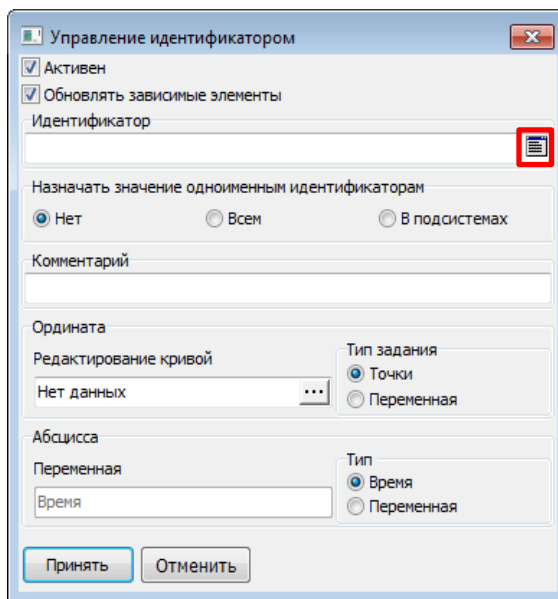 Управление идентификатором
Активен
Обновлять зависимые элементы
Идентификатор
Назначать значение одноименным идентификаторам
Нет Всем В подсистемах
Комментарий
Ордината
Редактирование кривой
Нет данных ...
Тип задания
Точки
Переменная
Абсцисса
Переменная
Время
Тип
Время
Переменная
Принять Отменить